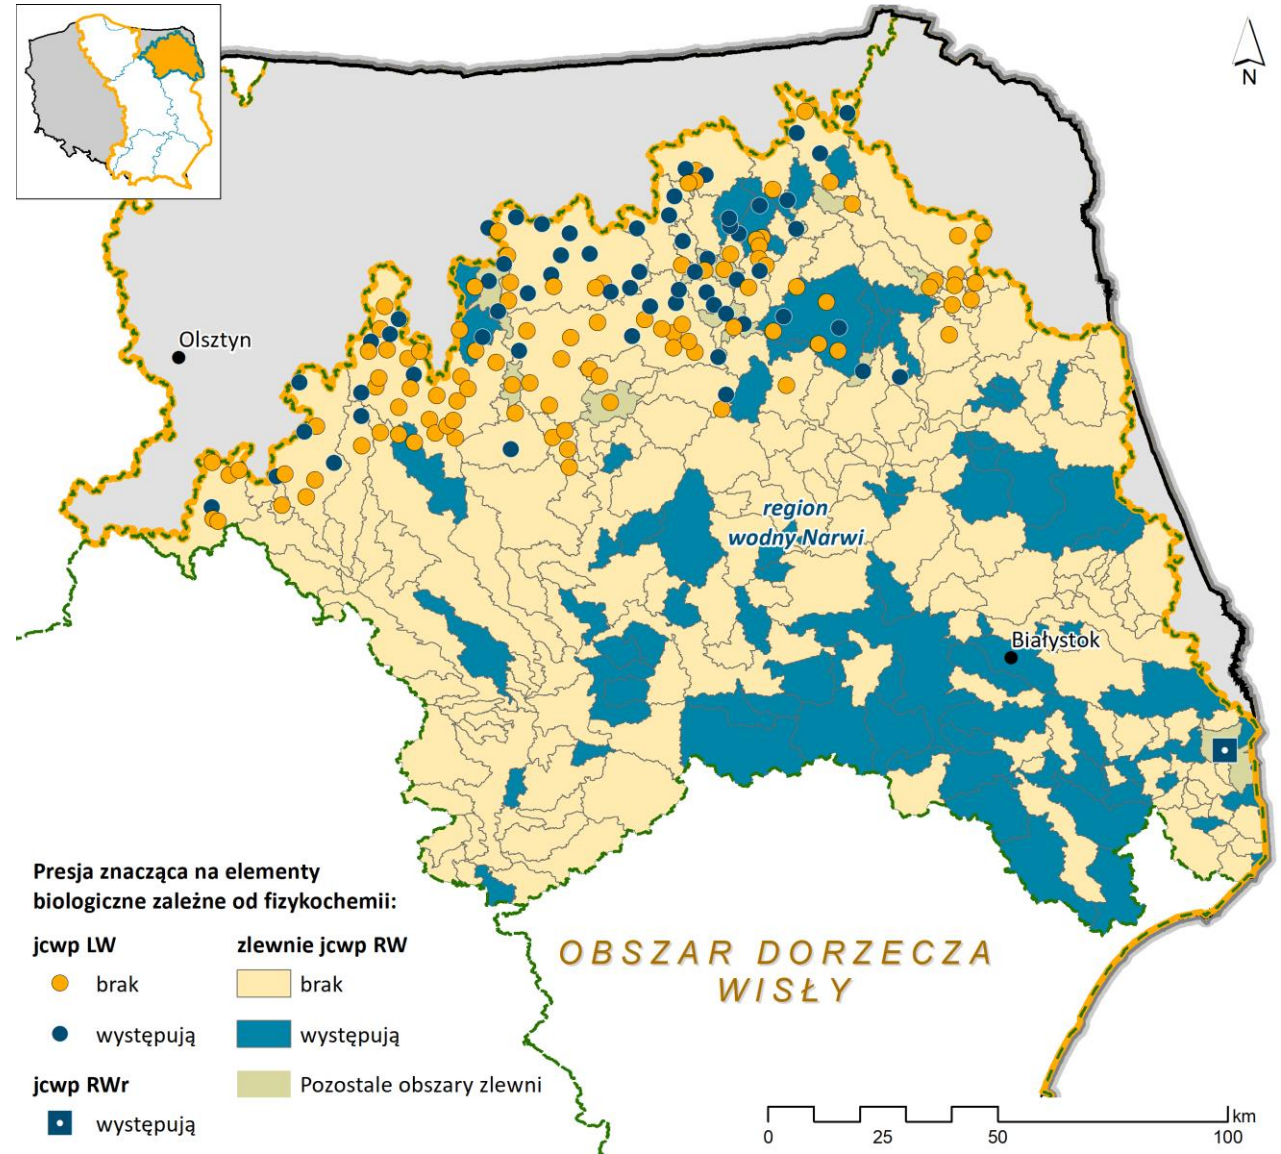 N
Olsztyn
region
wodny Narwi
Białystok
Presja znacząca na elementy
biologiczne zależne od fizykochemii:
jcwp LW
zlewnie jcwp RW
brak
brak
występują
występują
jcwp RWr
Pozostałe obszary zlewni
występują
OBSZAR DORZECZA
WISŁY
km
0 25 50 100